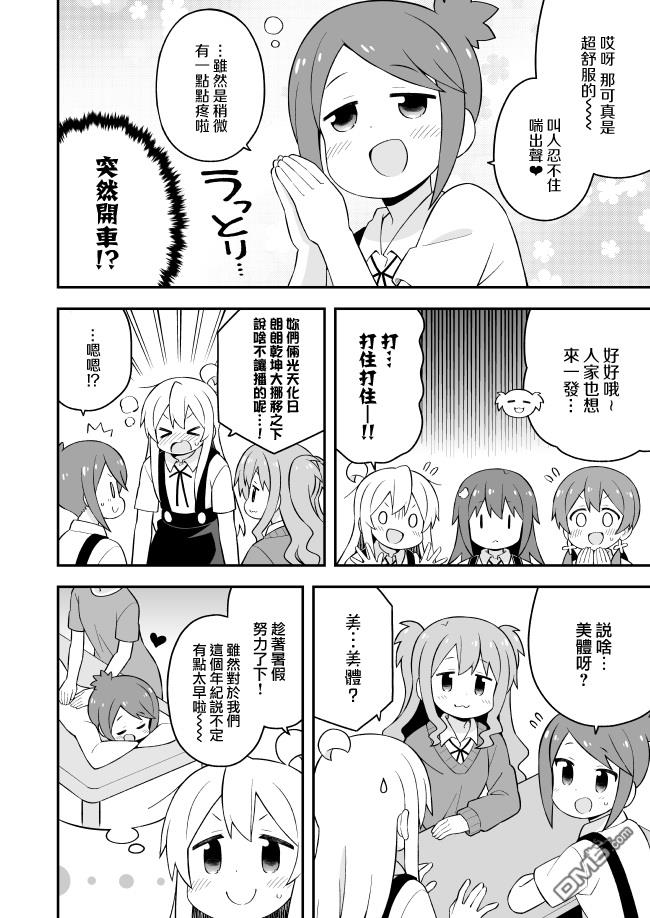 哎呀 那可真是
超舒服的~~~
叫人忍不住
喘出聲♥
…雖然是稍微
有一點點疼啦
うっとり…
突然開車!?
好好哦~
人家也想
來一發…
打…
打住打住—!!
妳們倆光天化日
朗朗乾坤大挪移之下
說啥不讓播的呢…!
…嗯嗯!?
說啥…
美體呀?
美…美體?
趁著暑假
努力了下!
雖然對於我們
這個年紀說不定
有點太早啦~~~
DM5.COM